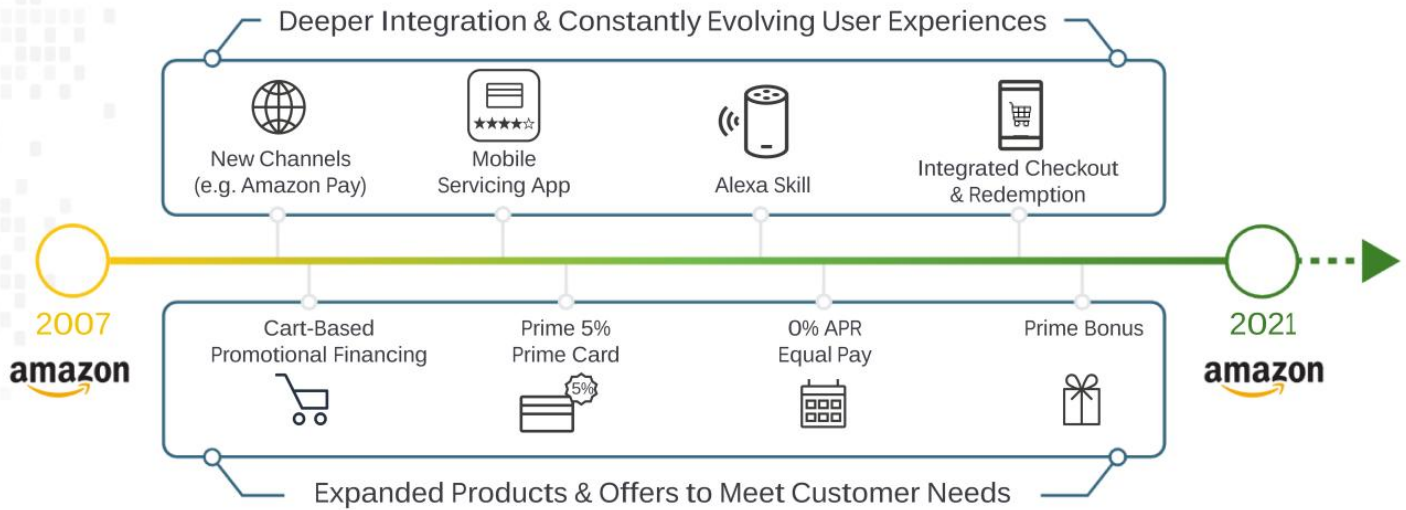 Deeper Integration & Constantly Evolving User Experiences
New Channels
(e.g. Amazon Pay)
Mobile
Servicing App
Alexa Skill
Integrated Checkout
& Redemption
2007
amazon
2021
amazon
Cart-Based
Promotional Financing
Prime 5%
Prime Card
5%
0% APR
Equal Pay
Prime Bonus
Expanded Products & Offers to Meet Customer Needs